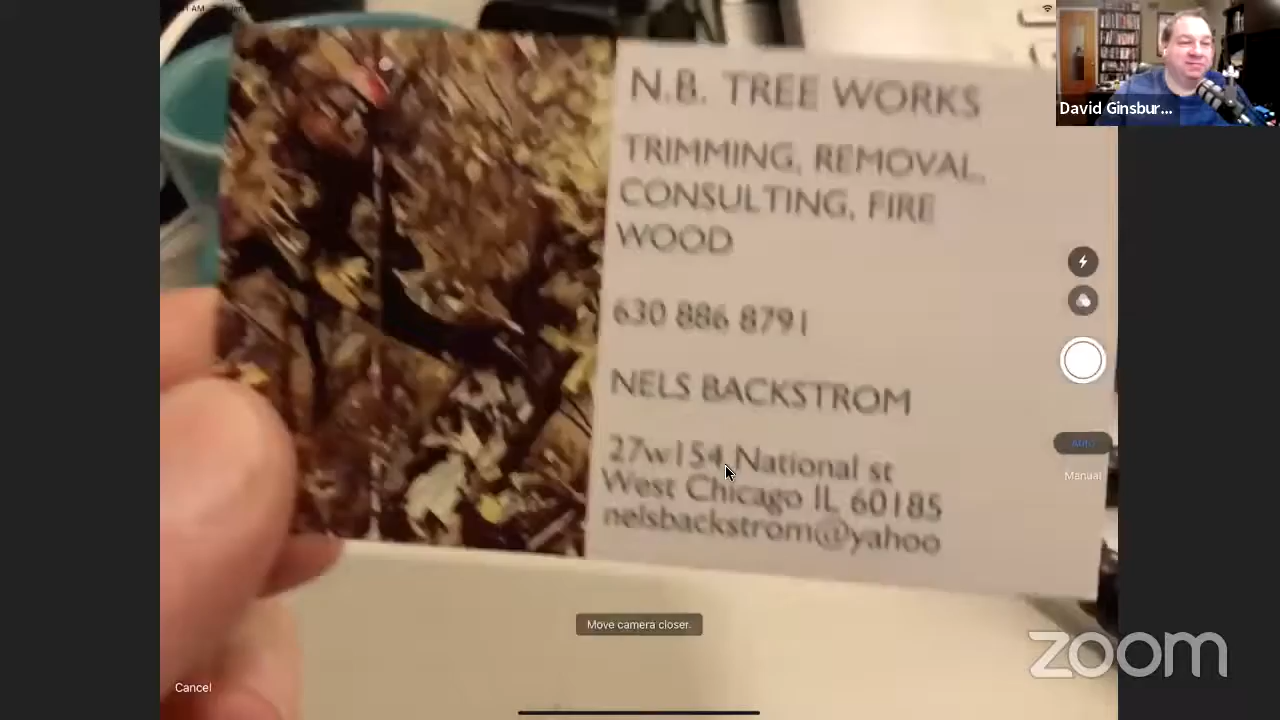 N.B. TREE WORKS
TRIMMING, REMOVAL,
CONSULTING, FIRE
WOOD
630 886 8791
NELS BACKSTROM
27w154 National st
West Chicago IL 60185
nelsbackstrom@yahoo
David Ginsbur...
Auto
Manual
Move camera closer.
Cancel
zoom